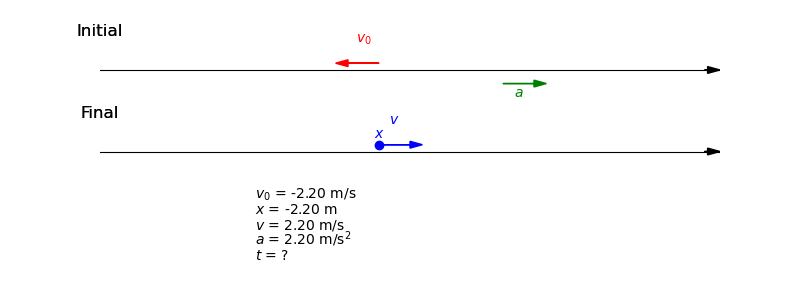 Initial
v₀
a
Final
v
x
v₀ = -2.20 m/s
x = -2.20 m
v = 2.20 m/s
a = 2.20 m/s²
t = ?